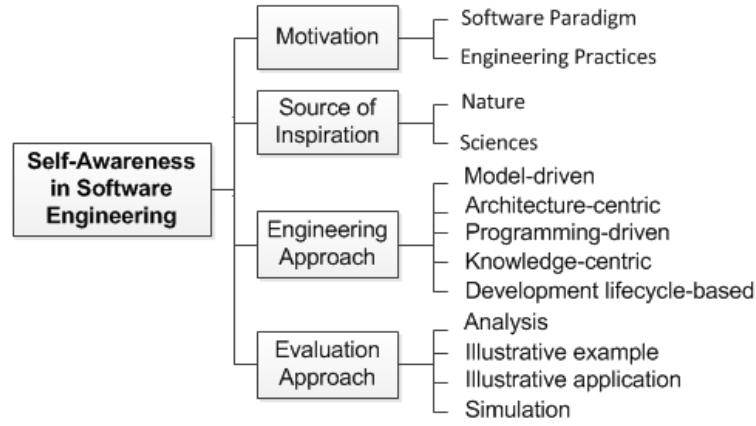 Self-Awareness
in Software
Engineering
Motivation
Software Paradigm
Engineering Practices
Source of
Inspiration
Nature
Sciences
Engineering
Approach
Model-driven
Architecture-centric
Programming-driven
Knowledge-centric
Development lifecycle-based
Evaluation
Approach
Analysis
Illustrative example
Illustrative application
Simulation